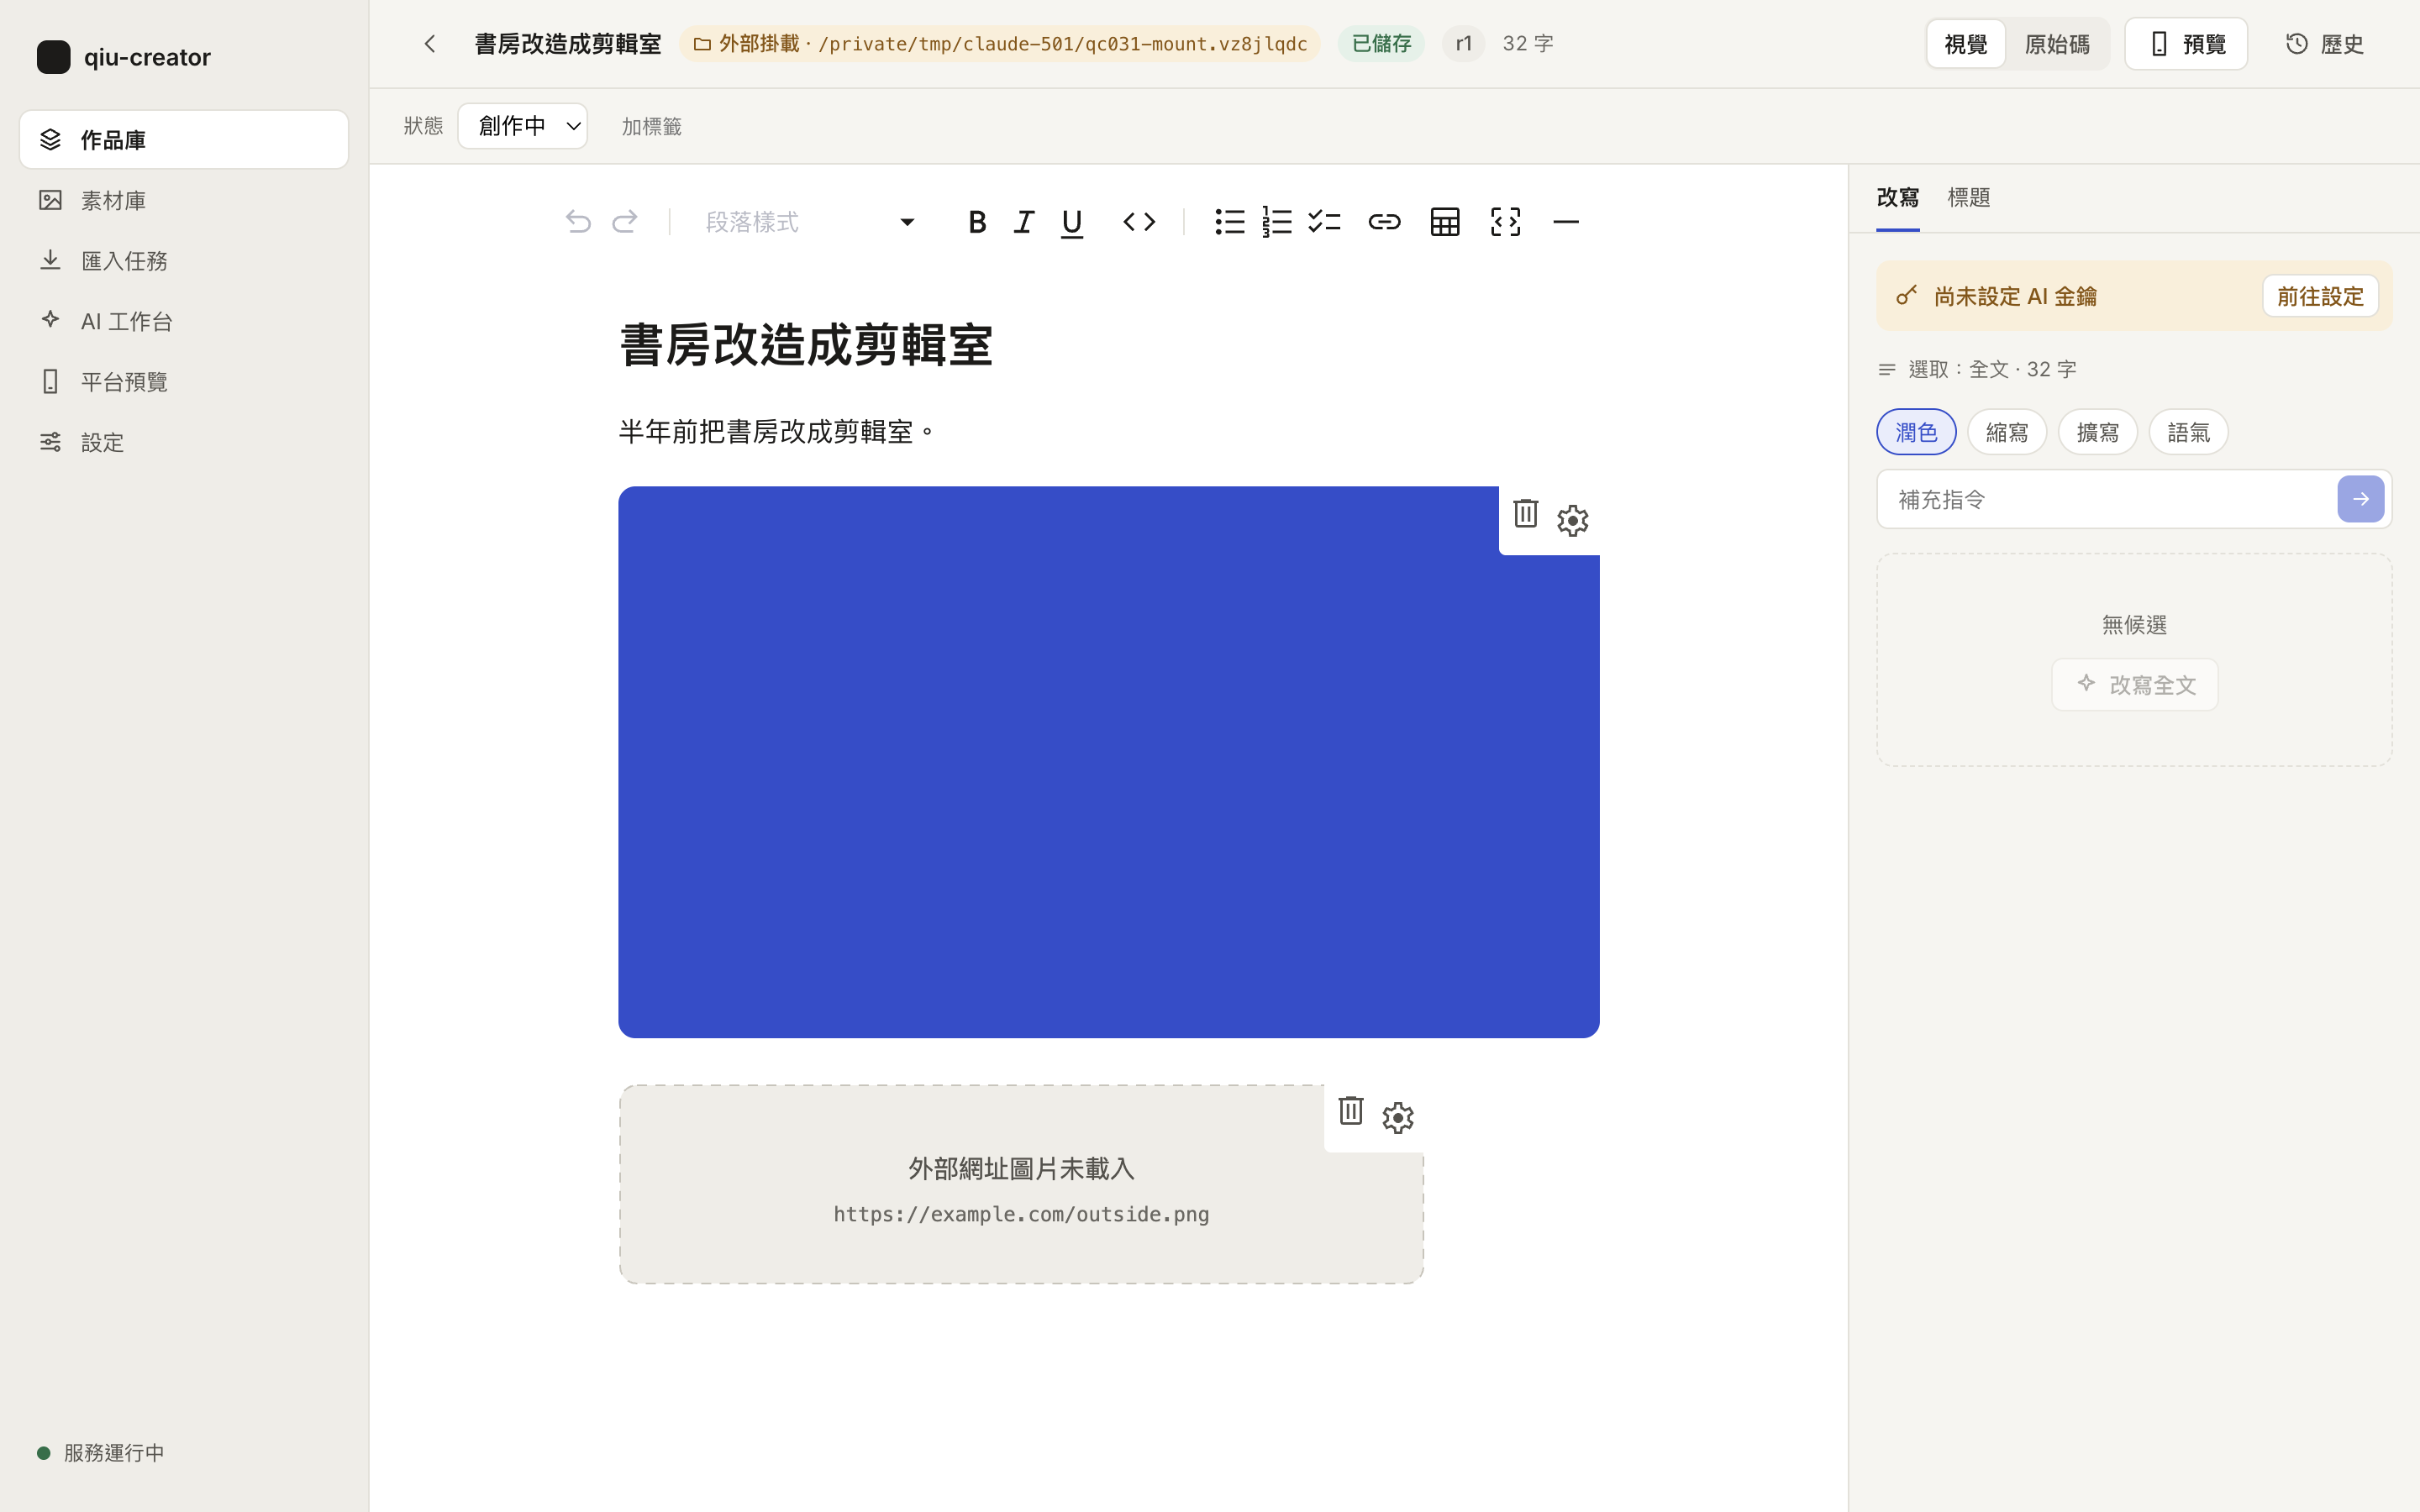 qiu-creator
作品庫
素材庫
匯入任務
AI 工作台
平台預覽
設定
服務運行中
書房改造成剪輯室
外部掛載 · /private/tmp/claude-501/qc031-mount.vz8jlqdc
已儲存
r1
32 字
視覺
原始碼
預覽
歷史
狀態
創作中
加標籤
段落樣式
書房改造成剪輯室
半年前把書房改成剪輯室。
外部網址圖片未載入
https://example.com/outside.png
改寫
標題
尚未設定 AI 金鑰
前往設定
選取：全文 · 32 字
潤色
縮寫
擴寫
語氣
補充指令
無候選
改寫全文